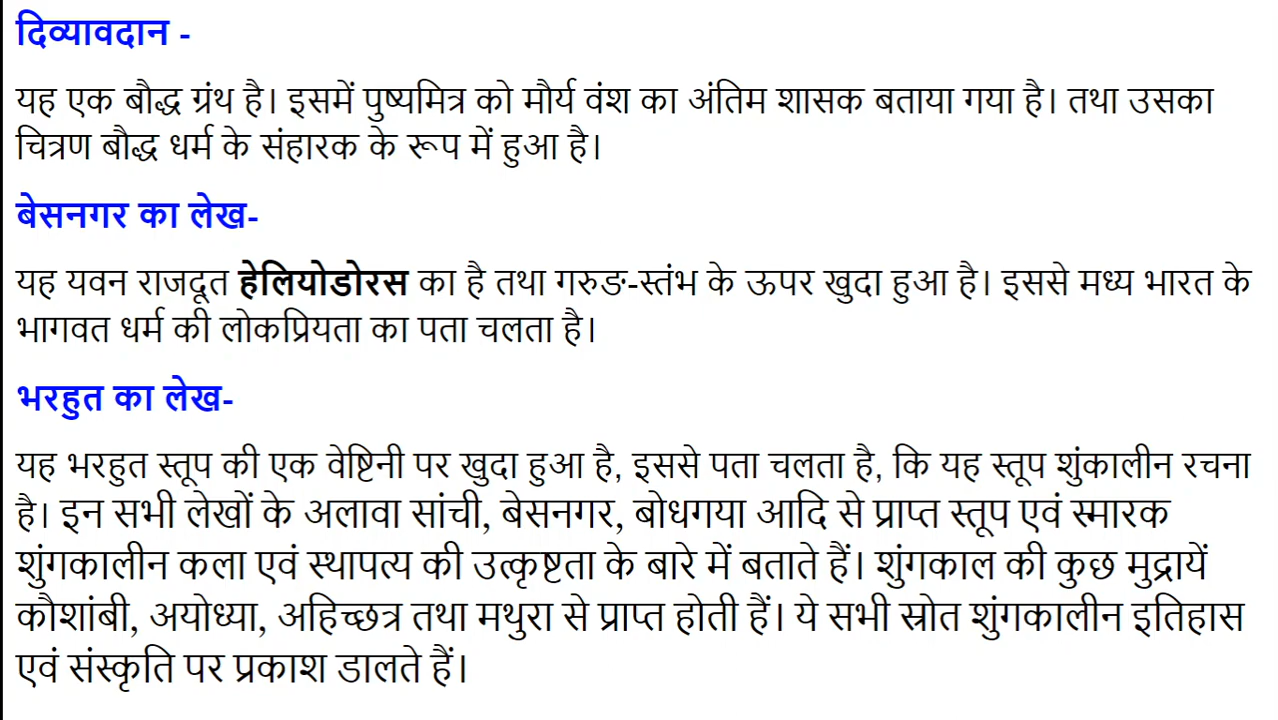 दिव्यावदान -
यह एक बौद्ध ग्रंथ है। इसमें पुष्यमित्र को मौर्य वंश का अंतिम शासक बताया गया है। तथा उसका
चित्रण बौद्ध धर्म के संहारक के रूप में हुआ है।
बेसनगर का लेख-
यह यवन राजदूत हेलियोडोरस का है तथा गरुङ-स्तंभ के ऊपर खुदा हुआ है। इससे मध्य भारत के
भागवत धर्म की लोकप्रियता का पता चलता है।
भरहुत का लेख-
यह भरहुत स्तूप की एक वेष्टिनी पर खुदा हुआ है, इससे पता चलता है, कि यह स्तूप शुंकालीन रचना
है। इन सभी लेखों के अलावा सांची, बेसनगर, बोधगया आदि से प्राप्त स्तूप एवं स्मारक
शुंगकालीन कला एवं स्थापत्य की उत्कृष्टता के बारे में बताते हैं। शुंगकाल की कुछ मुद्रायें
कौशांबी, अयोध्या, अहिच्छत्र तथा मथुरा से प्राप्त होती हैं। ये सभी स्रोत शुंगकालीन इतिहास
एवं संस्कृति पर प्रकाश डालते हैं।